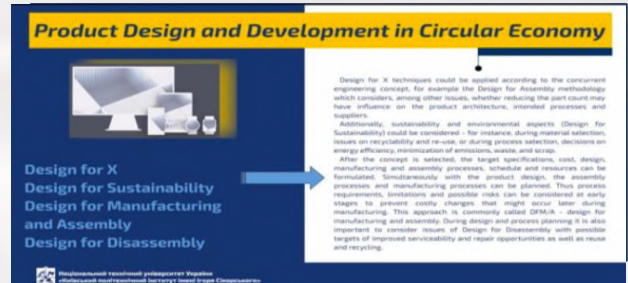 Product Design and Development in Circular Economy
Design for X
Design for Sustainability
Design for Manufacturing
and Assembly
Design for Disassembly
Design for X techniques could be applied according to the concurrent
engineering concept, for example the Design for Assembly methodology
which considers, among other issues, whether reducing the part count may
have influence on the product architecture, intended processes and
suppliers.
Additionally, sustainability and environmental aspects (Design for
Sustainability) could be considered – for instance, during material selection,
issues on recyclability and re-use, or during process selection, decisions on
energy efficiency, minimization of emissions, waste, and scrap.
After the concept is selected, the target specifications, cost, design,
manufacturing and assembly processes, schedule and resources can be
formulated. Simultaneously with the product design, the assembly
processes and manufacturing processes can be planned. Thus process
requirements, limitations and possible risks can be considered at early
stages to prevent costly changes that might occur later during
manufacturing. This approach is commonly called DFM/A – design for
manufacturing and assembly. During design and process planning it is also
important to consider issues of Design for Disassembly with possible
targets of improved serviceability and repair opportunities as well as reuse
and recycling.
Національний технічний університет України
«Київський політехнічний інститут імені Ігоря Сікорського»